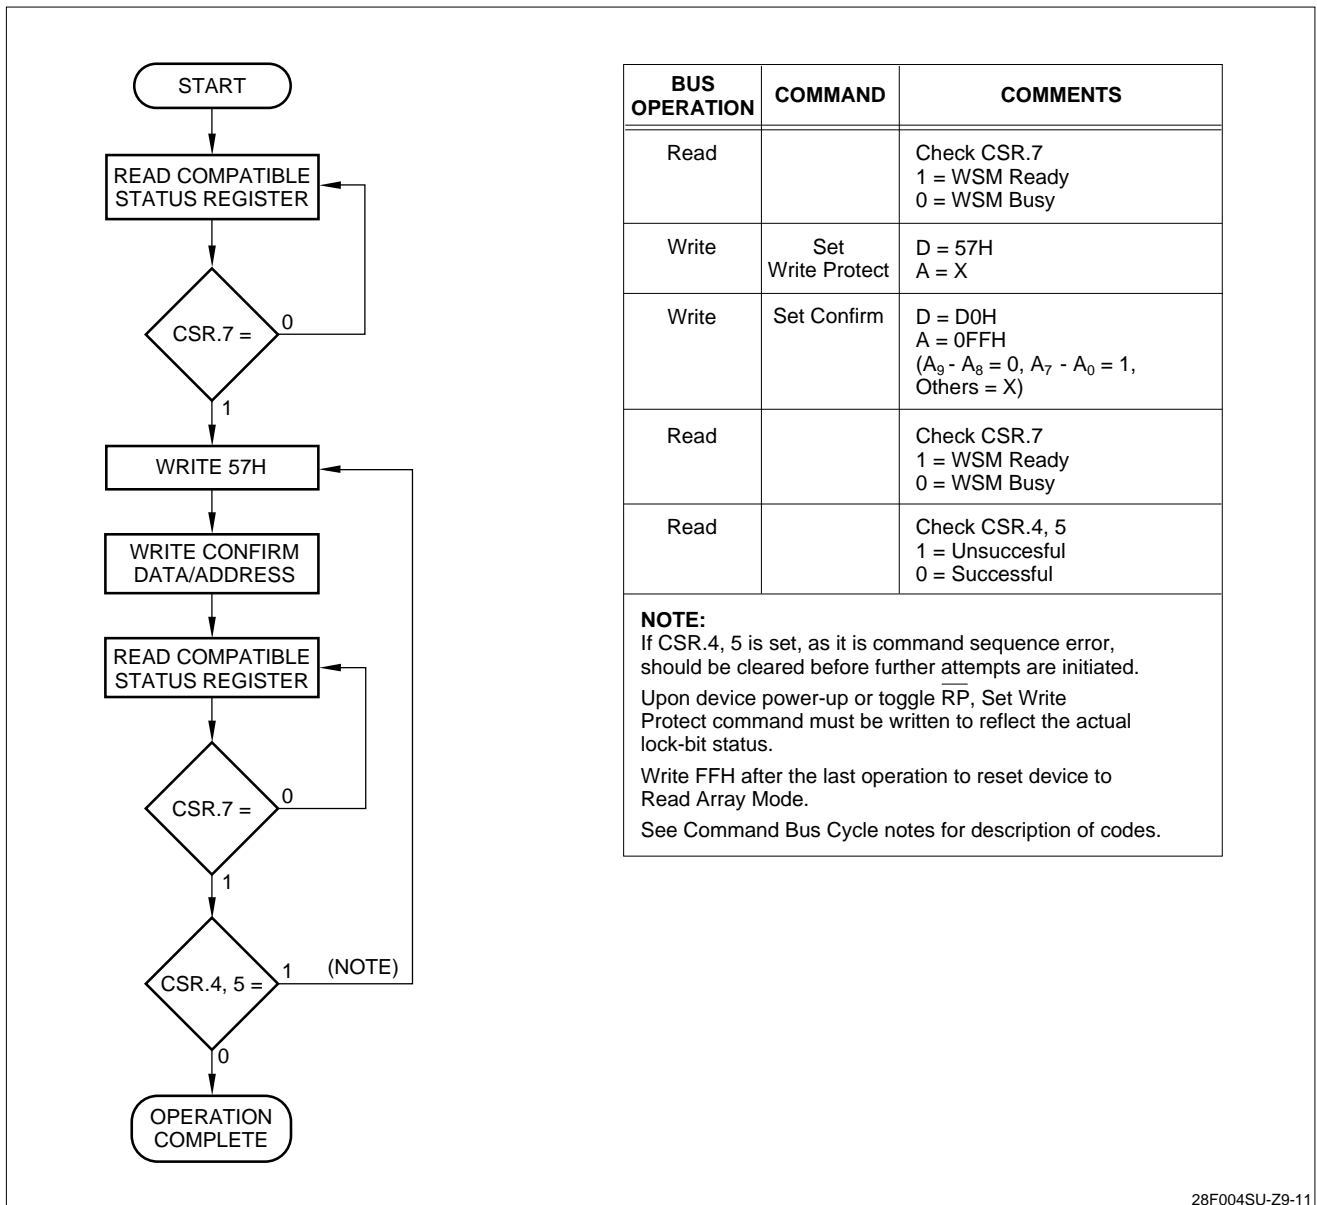 START
READ COMPATIBLE
STATUS REGISTER
CSR.7 =
0
1
WRITE 57H
WRITE CONFIRM
DATA/ADDRESS
READ COMPATIBLE
STATUS REGISTER
CSR.7 =
0
1
CSR.4, 5 =
1
(NOTE)
0
OPERATION
COMPLETE
BUS
OPERATION
COMMAND
COMMENTS
Read
Check CSR.7
1 = WSM Ready
0 = WSM Busy
Write
Set
Write Protect
D = 57H
A = X
Write
Set Confirm
D = D0H
A = 0FFH
(A9 - A8 = 0, A7 - A0 = 1,
Others = X)
Read
Check CSR.7
1 = WSM Ready
0 = WSM Busy
Read
Check CSR.4, 5
1 = Unsuccesful
0 = Successful
NOTE:
If CSR.4, 5 is set, as it is command sequence error,
should be cleared before further attempts are initiated.
Upon device power-up or toggle R̅P̅, Set Write
Protect command must be written to reflect the actual
lock-bit status.
Write FFH after the last operation to reset device to
Read Array Mode.
See Command Bus Cycle notes for description of codes.
28F004SU-Z9-11